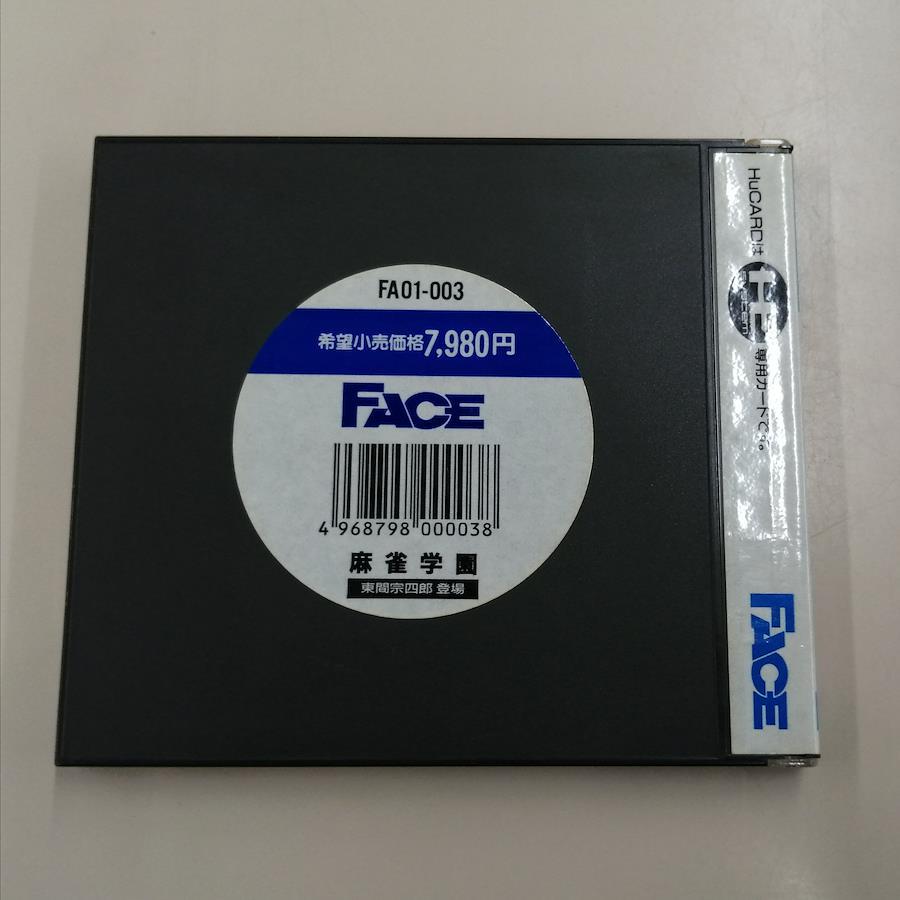 FA01-003
希望小売価格7,980円
FACE
4 968798 000038
麻雀学園
東間宗四郎 登場
HuCARDは
専用カードです。
FACE